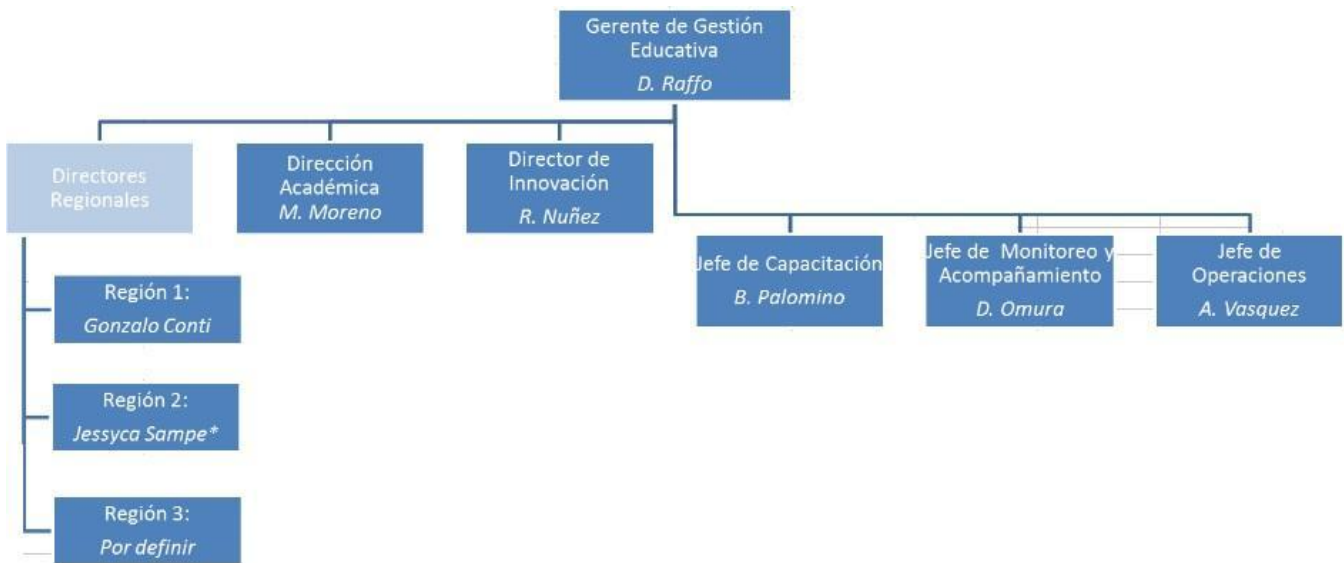 Gerente de Gestión
Educativa
D. Raffo
Directores
Regionales
Dirección
Académica
M. Moreno
Director de
Innovación
R. Nuñez
Jefe de Capacitación
B. Palomino
Jefe de Monitoreo y
Acompañamiento
D. Omura
Jefe de
Operaciones
A. Vasquez
Región 1:
Gonzalo Conti
Región 2:
Jessyca Sampe*
Región 3:
Por definir